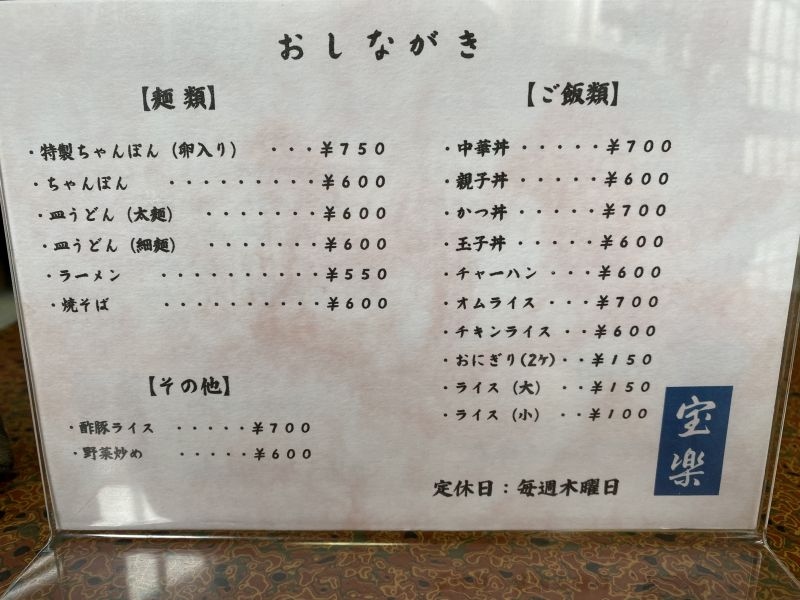 おしながき
【麺類】
・特製ちゃんぽん（卵入り）　・・・￥７５０
・ちゃんぽん　・・・・・・・・・￥６００
・皿うどん（太麺）　・・・・・・・￥６００
・皿うどん（細麺）　・・・・・・・￥６００
・ラーメン　・・・・・・・・・・￥５５０
・焼そば　・・・・・・・・・・￥６００
【その他】
・酢豚ライス　・・・・・￥７００
・野菜炒め　・・・・・￥６００
【ご飯類】
・中華丼・・・・・￥７００
・親子丼・・・・・￥６００
・かつ丼・・・・・￥７００
・玉子丼・・・・・￥６００
・チャーハン・・・￥６００
・オムライス・・・￥７００
・チキンライス・・￥６００
・おにぎり(2ケ)・・￥１５０
・ライス（大）・・￥１５０
・ライス（小）・・￥１００
定休日：毎週木曜日
宝楽